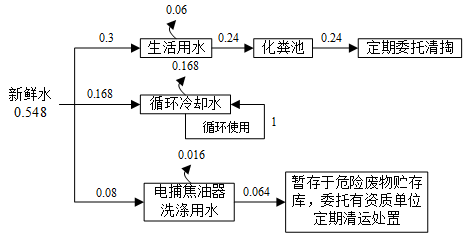 0.06
0.3
生活用水
0.24
化粪池
0.24
定期委托清掏
0.168
新鲜水
0.548
0.168
循环冷却水
循环使用
1
0.016
0.08
电捕焦油器
洗涤用水
0.064
暂存于危险废物贮存
库，委托有资质单位
定期清运处置